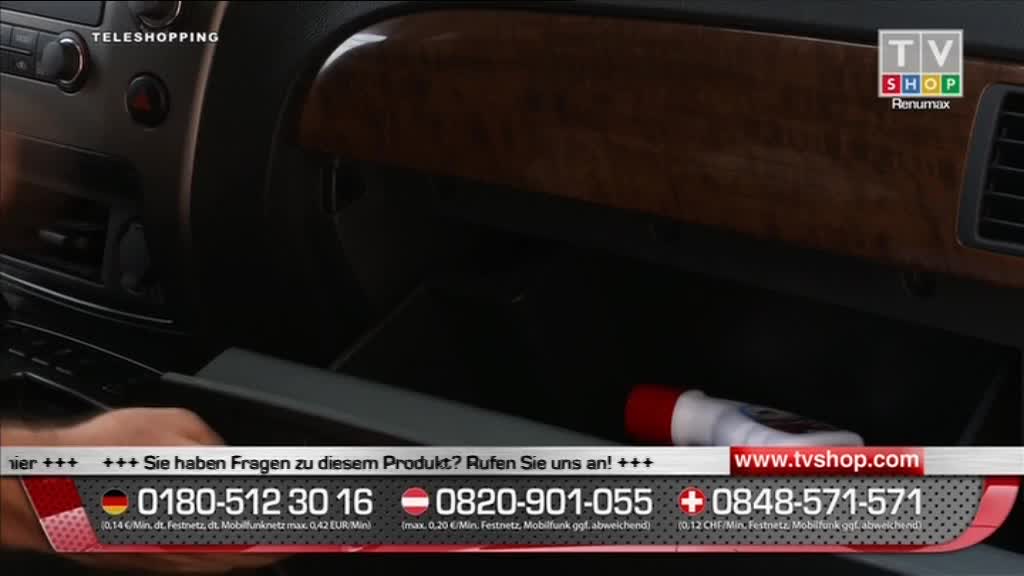 TELESHOPPING
TV
SHOP
Renumax
hier +++ +++ Sie haben Fragen zu diesem Produkt? Rufen Sie uns an! +++
www.tvshop.com
0180-512 30 16 0820-901-055 0848-571-571
(0,14 €/Min. dt. Festnetz, dt. Mobilfunknetz max. 0,42 EUR/Min) (max. 0,20 €/Min. Festnetz, Mobilfunk ggf. abweichend) (0,12 CHF/Min. Festnetz, Mobilfunk ggf. abweichend)